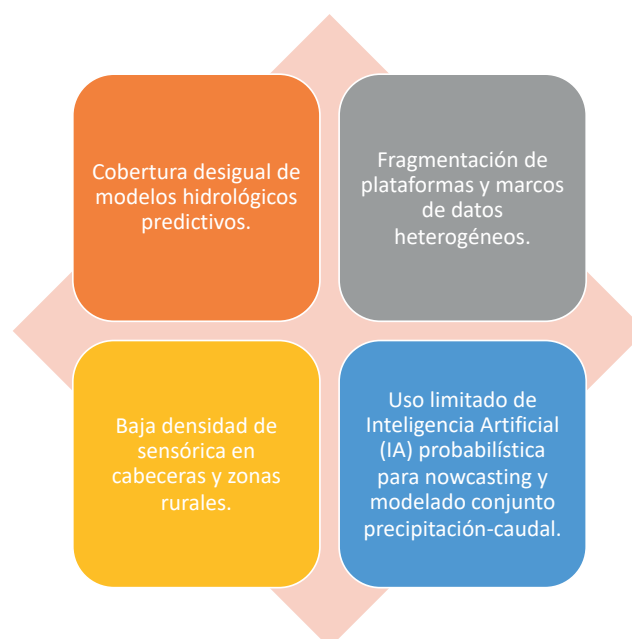 Cobertura desigual de
modelos hidrológicos
predictivos.
Fragmentación de
plataformas y marcos
de datos
heterogéneos.
Baja densidad de
sensórica en
cabeceras y zonas
rurales.
Uso limitado de
Inteligencia Artificial
(IA) probabilística
para nowcasting y
modelado conjunto
precipitación-caudal.